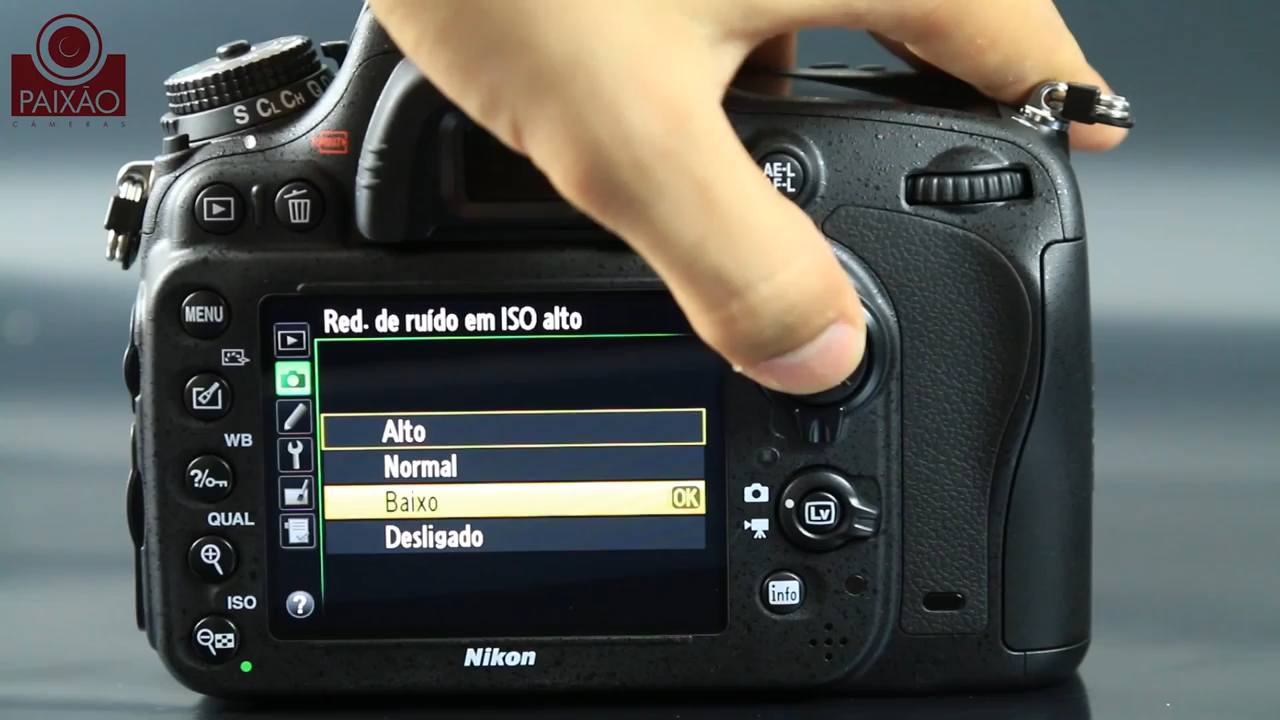 PAIXÃO
CÂMERAS
S CL CH Q
AE-L
AF-L
MENU
Red. de ruído em ISO alto
Alto
WB
Normal
?/
Baixo OK
QUAL
Desligado
Lv
info
ISO
?
Nikon